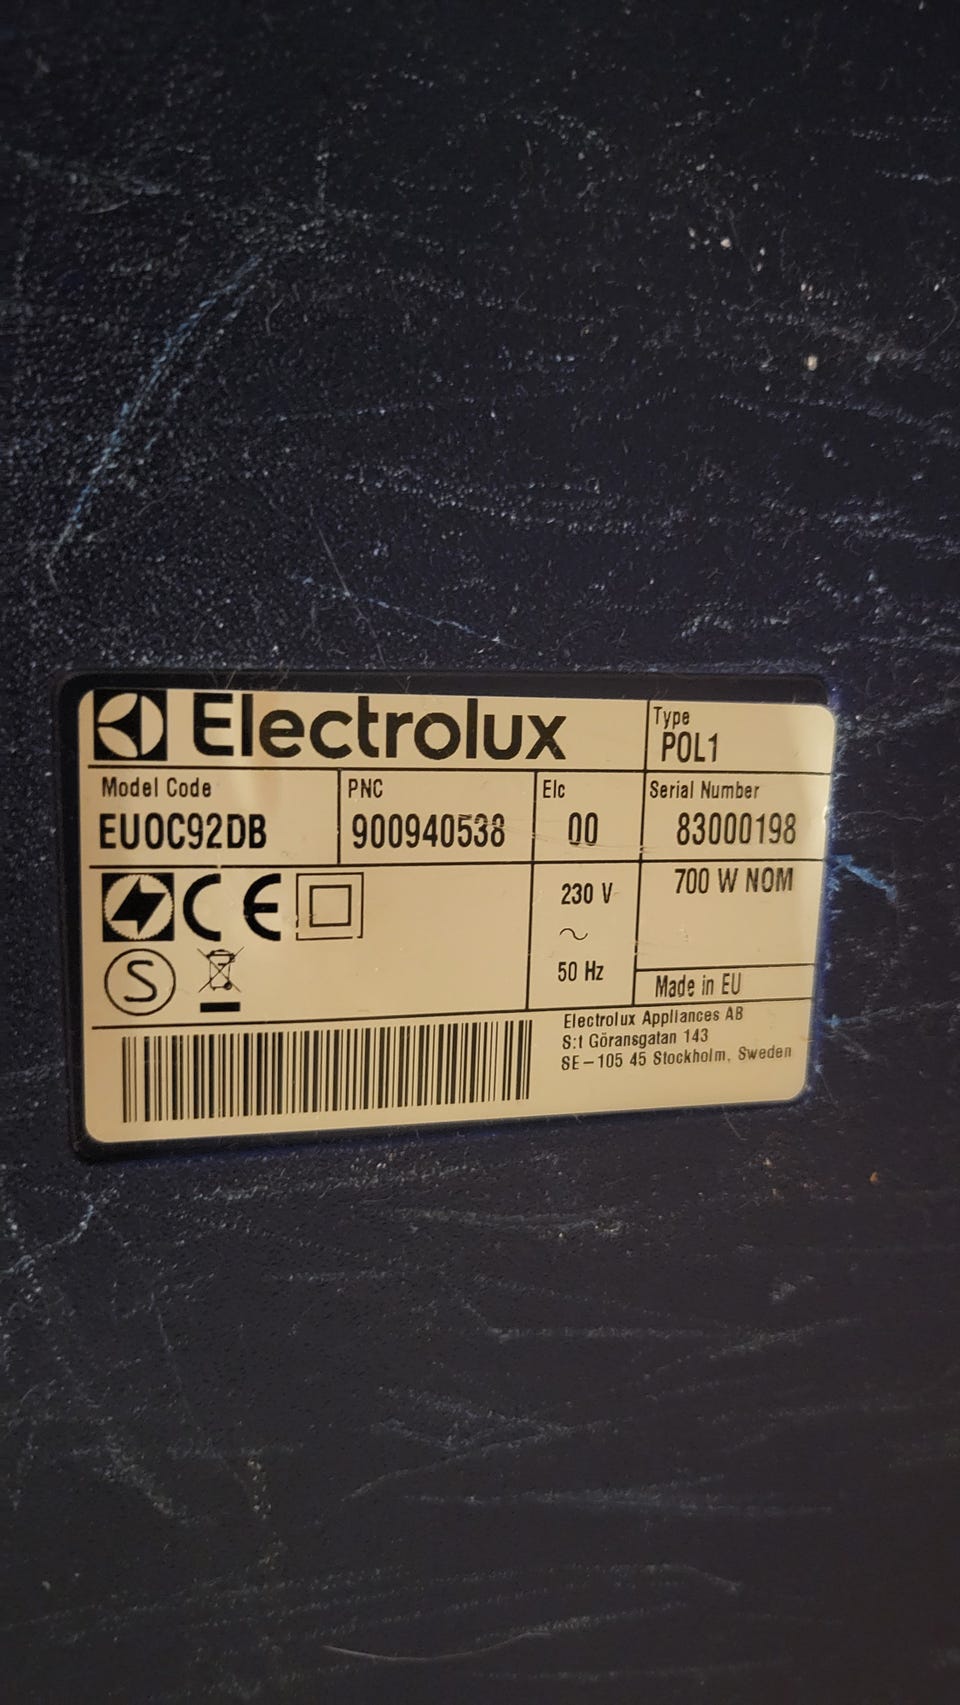 Electrolux
Type
POL1
Model Code
EUOC92DB
PNC
900940538
Elc
00
Serial Number
83000198
CE
S
230 V
~
50 Hz
700 W NOM
Made in EU
Electrolux Appliances AB
S:t Göransgatan 143
SE-105 45 Stockholm, Sweden